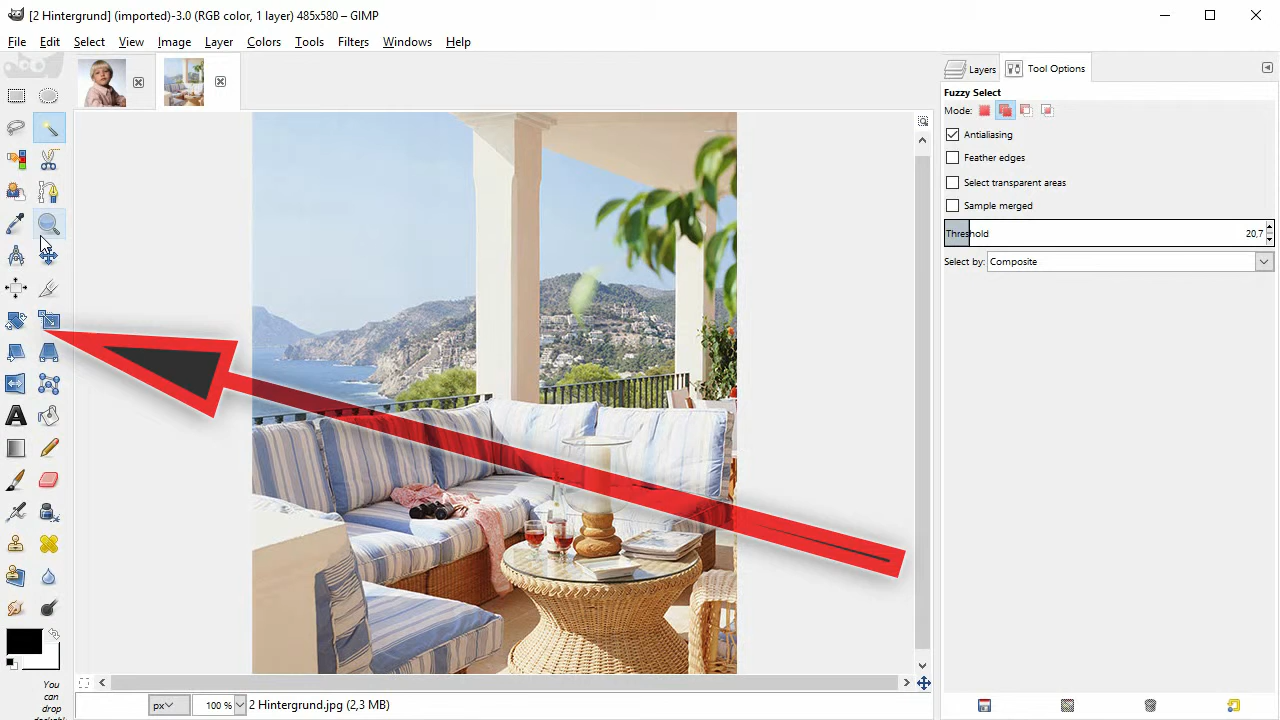 [2 Hintergrund] (imported)-3.0 (RGB color, 1 layer) 485x580 – GIMP
File Edit Select View Image Layer Colors Tools Filters Windows Help
Layers Tool Options
Fuzzy Select
Mode:
Antialiasing
Feather edges
Select transparent areas
Sample merged
Threshold 20,7
Select by: Composite
You
can
drop
px 100 % 2 Hintergrund.jpg (2,3 MB)